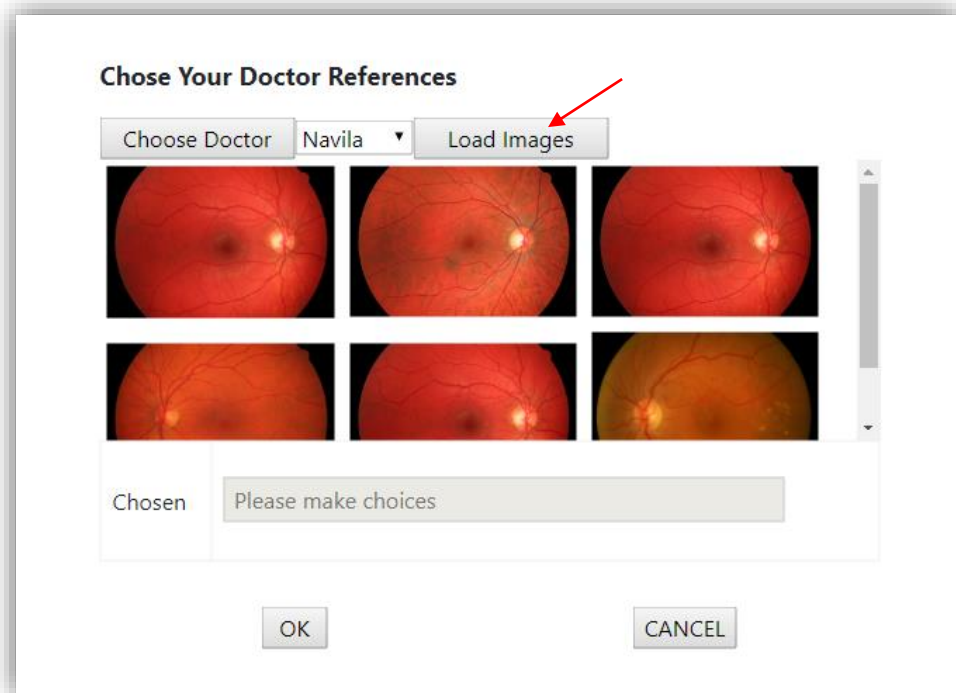 Chose Your Doctor References
Choose Doctor Navila Load Images
Chosen Please make choices
OK CANCEL